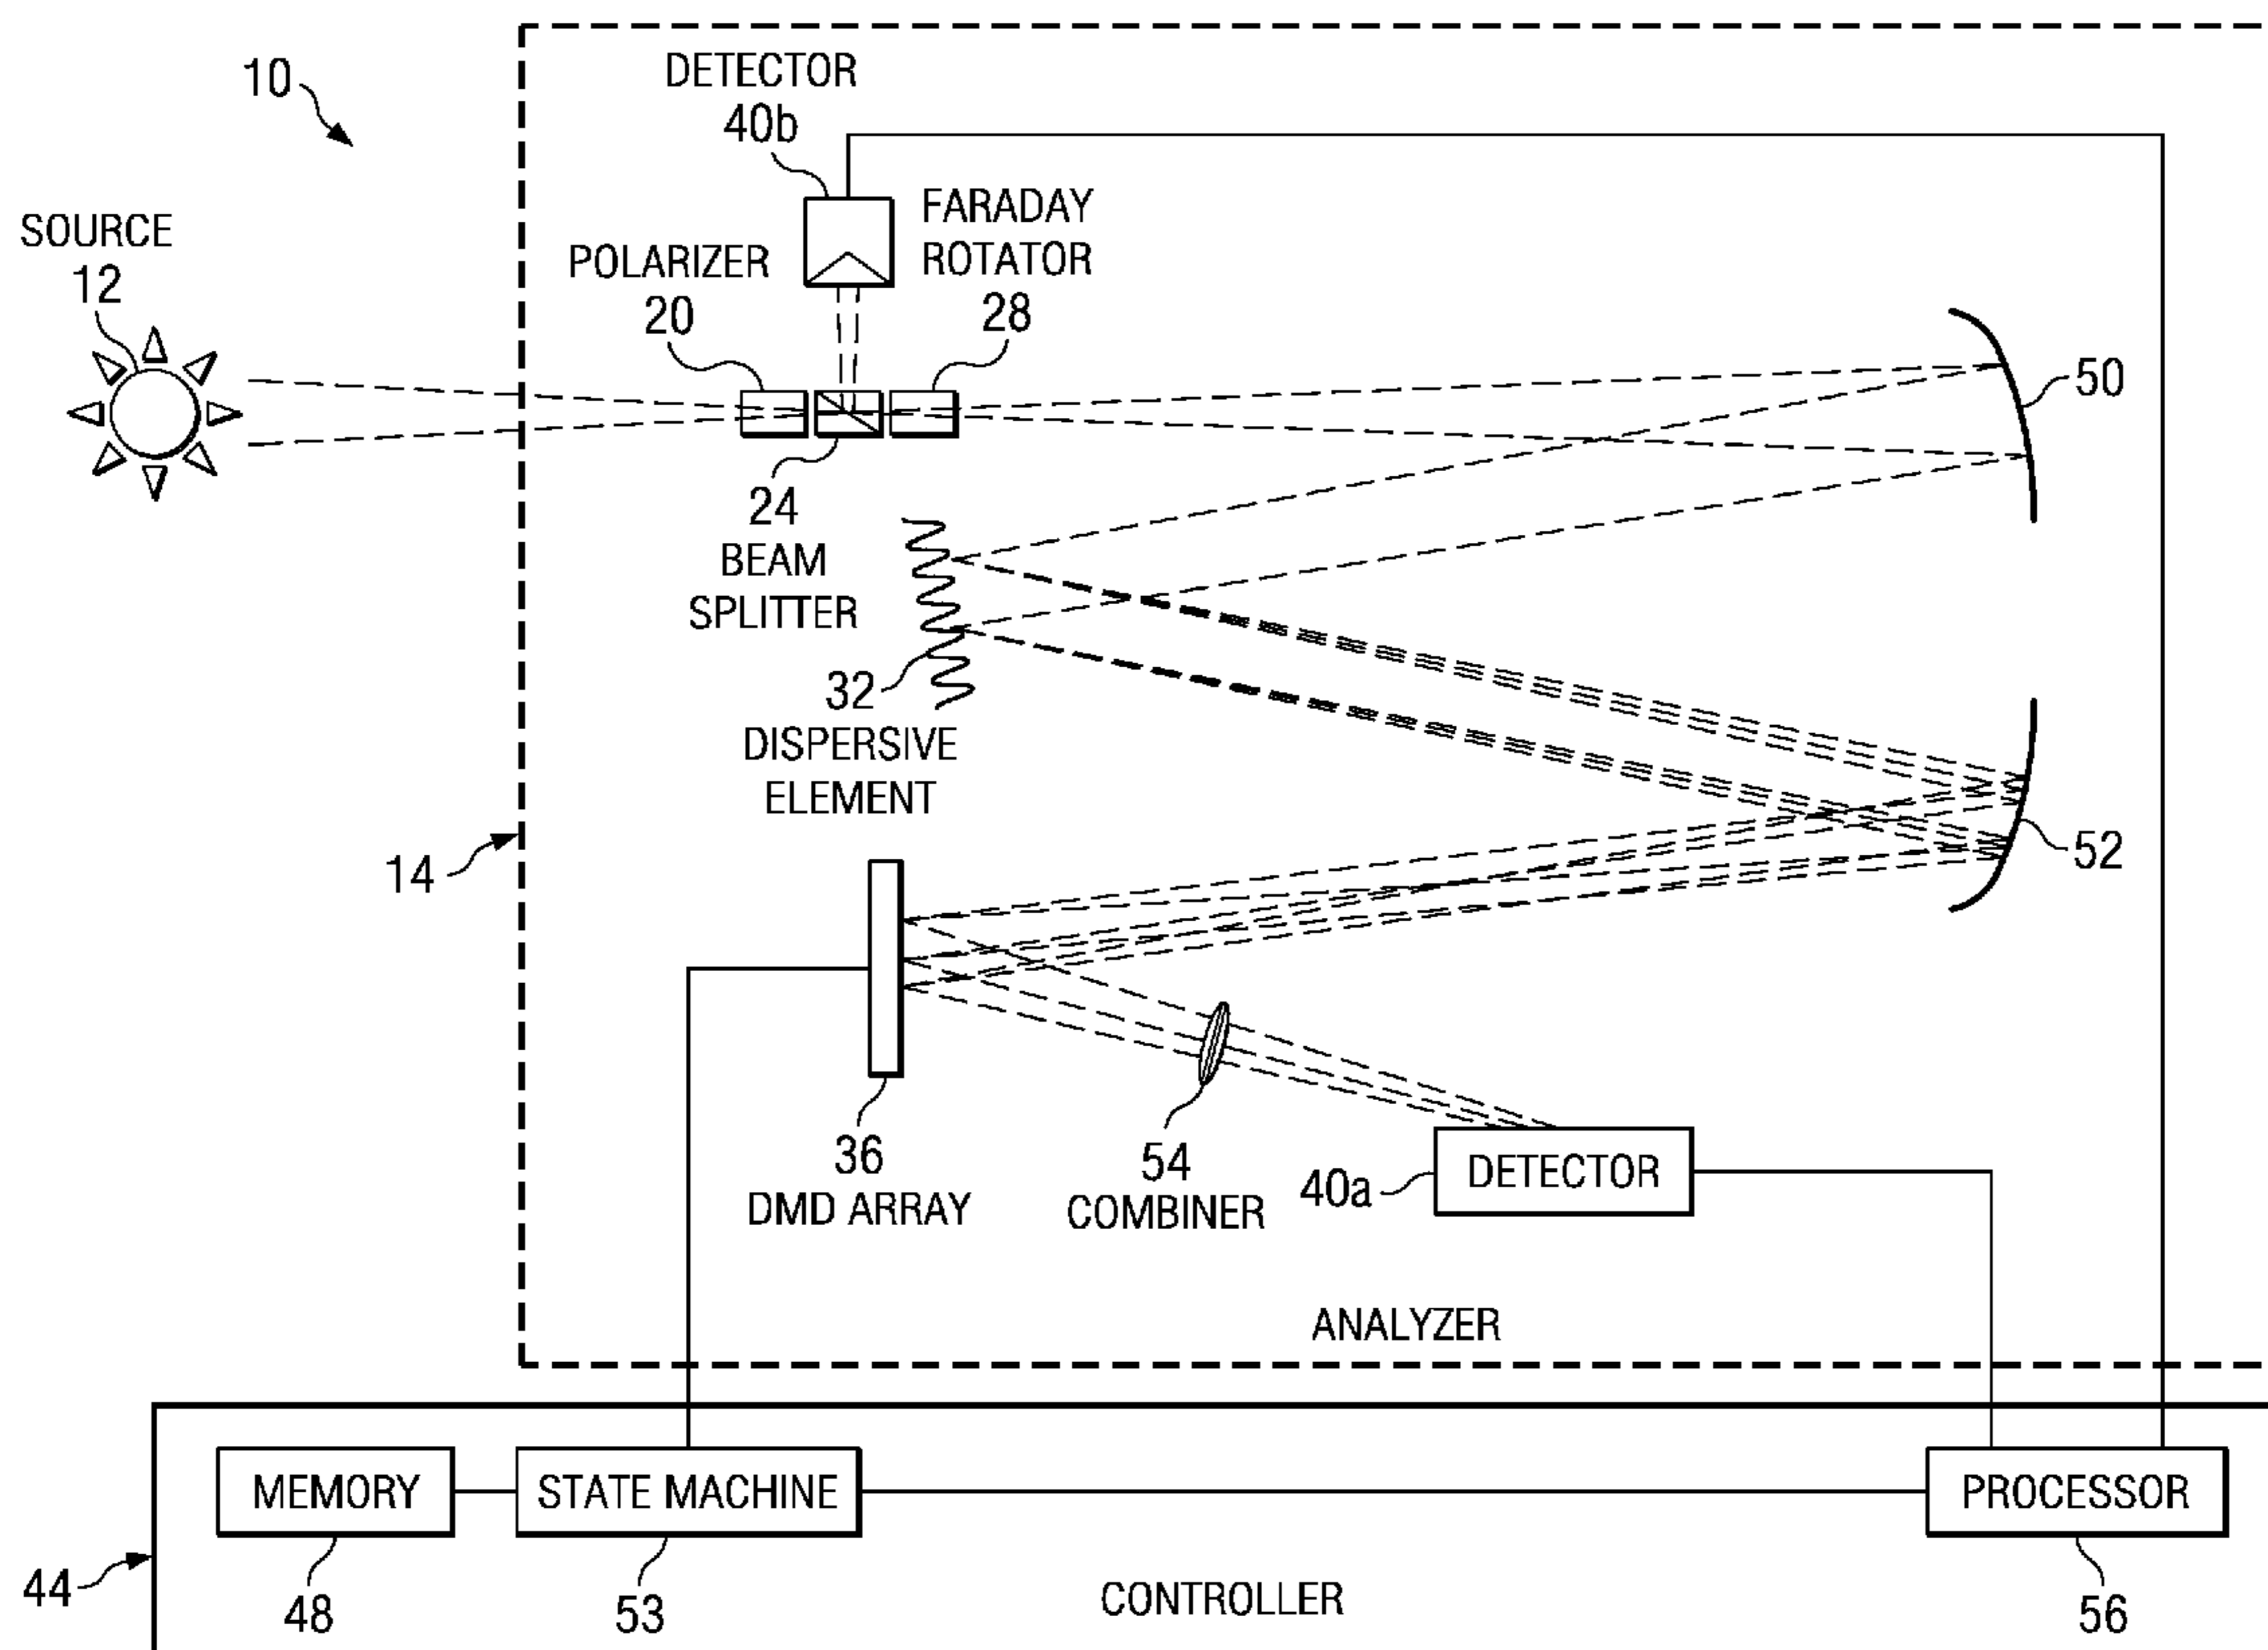 10
DETECTOR
40b
SOURCE
12
POLARIZER
20
FARADAY
ROTATOR
28
50
24
BEAM
SPLITTER
32
DISPERSIVE
ELEMENT
14
52
36
DMD ARRAY
54
COMBINER
40a
DETECTOR
ANALYZER
MEMORY
STATE MACHINE
PROCESSOR
44
48
53
CONTROLLER
56